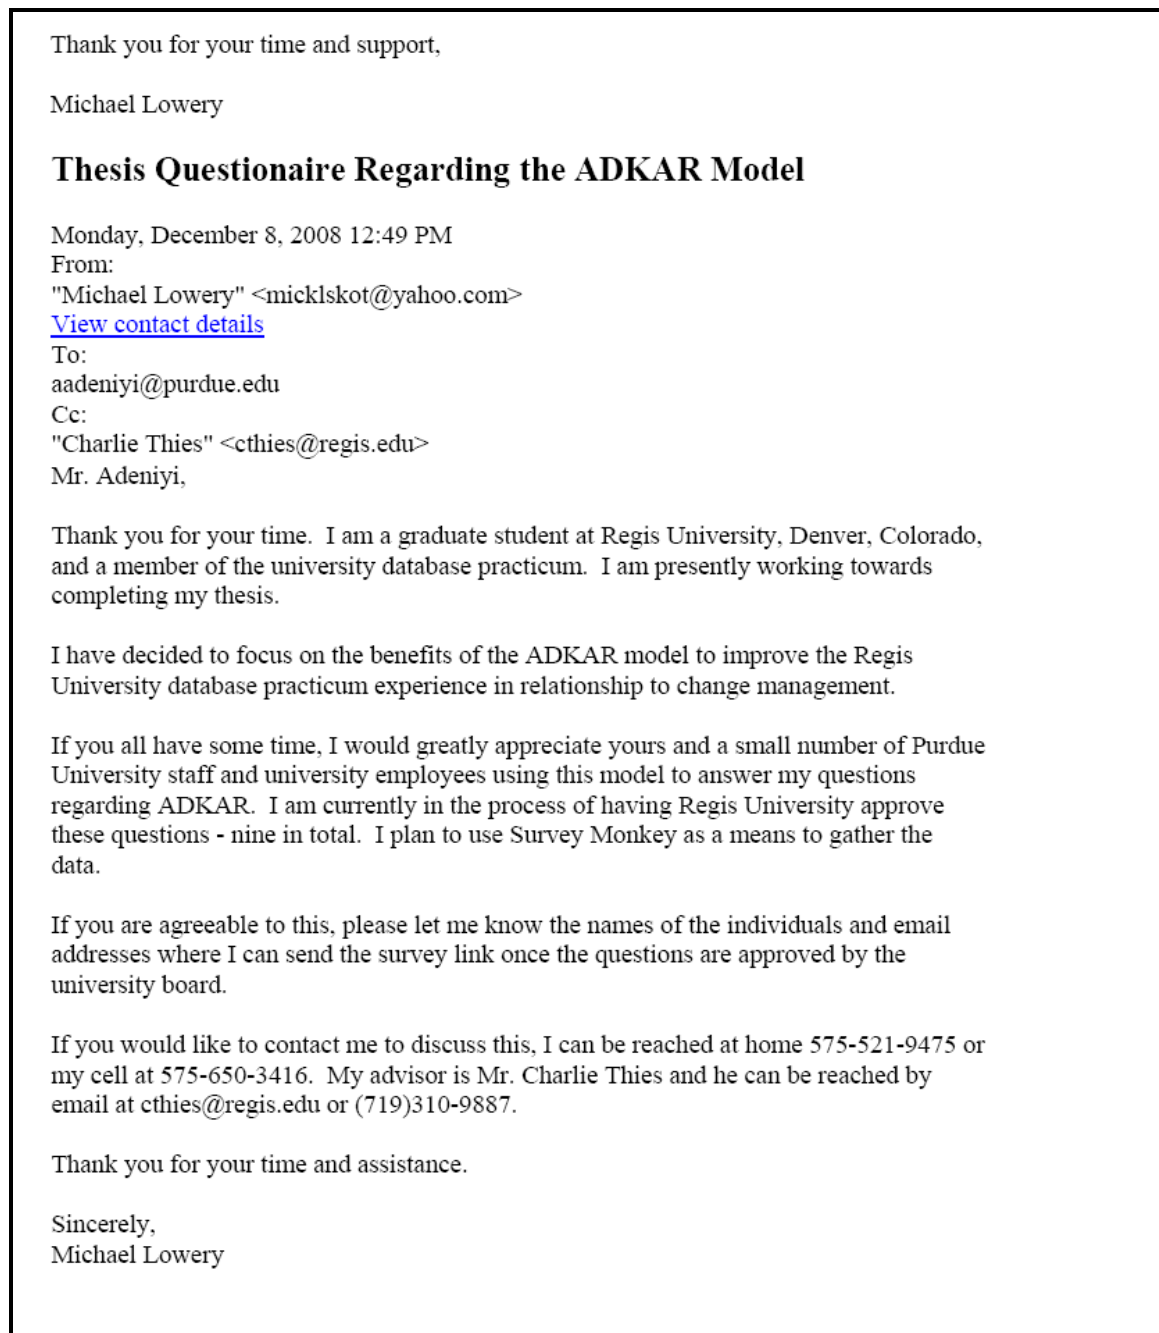 Thank you for your time and support,
Michael Lowery
Thesis Questionaire Regarding the ADKAR Model
Monday, December 8, 2008 12:49 PM
From:
"Michael Lowery" <micklskot@yahoo.com>
View contact details
To:
aadeniyi@purdue.edu
Cc:
"Charlie Thies" <cthies@regis.edu>
Mr. Adeniyi,
Thank you for your time.  I am a graduate student at Regis University, Denver, Colorado,
and a member of the university database practicum.  I am presently working towards
completing my thesis.
I have decided to focus on the benefits of the ADKAR model to improve the Regis
University database practicum experience in relationship to change management.
If you all have some time, I would greatly appreciate yours and a small number of Purdue
University staff and university employees using this model to answer my questions
regarding ADKAR.  I am currently in the process of having Regis University approve
these questions - nine in total.  I plan to use Survey Monkey as a means to gather the
data.
If you are agreeable to this, please let me know the names of the individuals and email
addresses where I can send the survey link once the questions are approved by the
university board.
If you would like to contact me to discuss this, I can be reached at home 575-521-9475 or
my cell at 575-650-3416.  My advisor is Mr. Charlie Thies and he can be reached by
email at cthies@regis.edu or (719)310-9887.
Thank you for your time and assistance.
Sincerely,
Michael Lowery